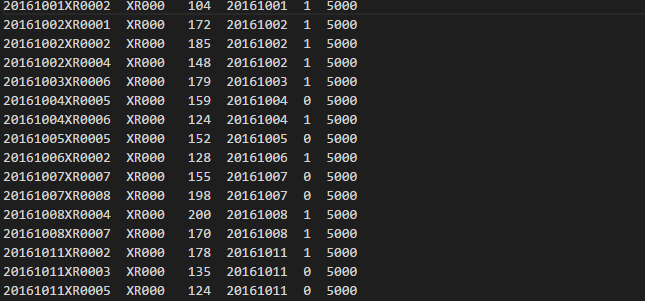 20161001XR0002  XR000   104  20161001  1  5000
20161002XR0001  XR000   172  20161002  1  5000
20161002XR0002  XR000   185  20161002  1  5000
20161002XR0004  XR000   148  20161002  1  5000
20161003XR0006  XR000   179  20161003  1  5000
20161004XR0005  XR000   159  20161004  0  5000
20161004XR0006  XR000   124  20161004  1  5000
20161005XR0005  XR000   152  20161005  0  5000
20161006XR0002  XR000   128  20161006  1  5000
20161007XR0007  XR000   155  20161007  0  5000
20161007XR0008  XR000   198  20161007  0  5000
20161008XR0004  XR000   200  20161008  1  5000
20161008XR0007  XR000   170  20161008  1  5000
20161011XR0002  XR000   178  20161011  1  5000
20161011XR0003  XR000   135  20161011  0  5000
20161011XR0005  XR000   124  20161011  0  5000